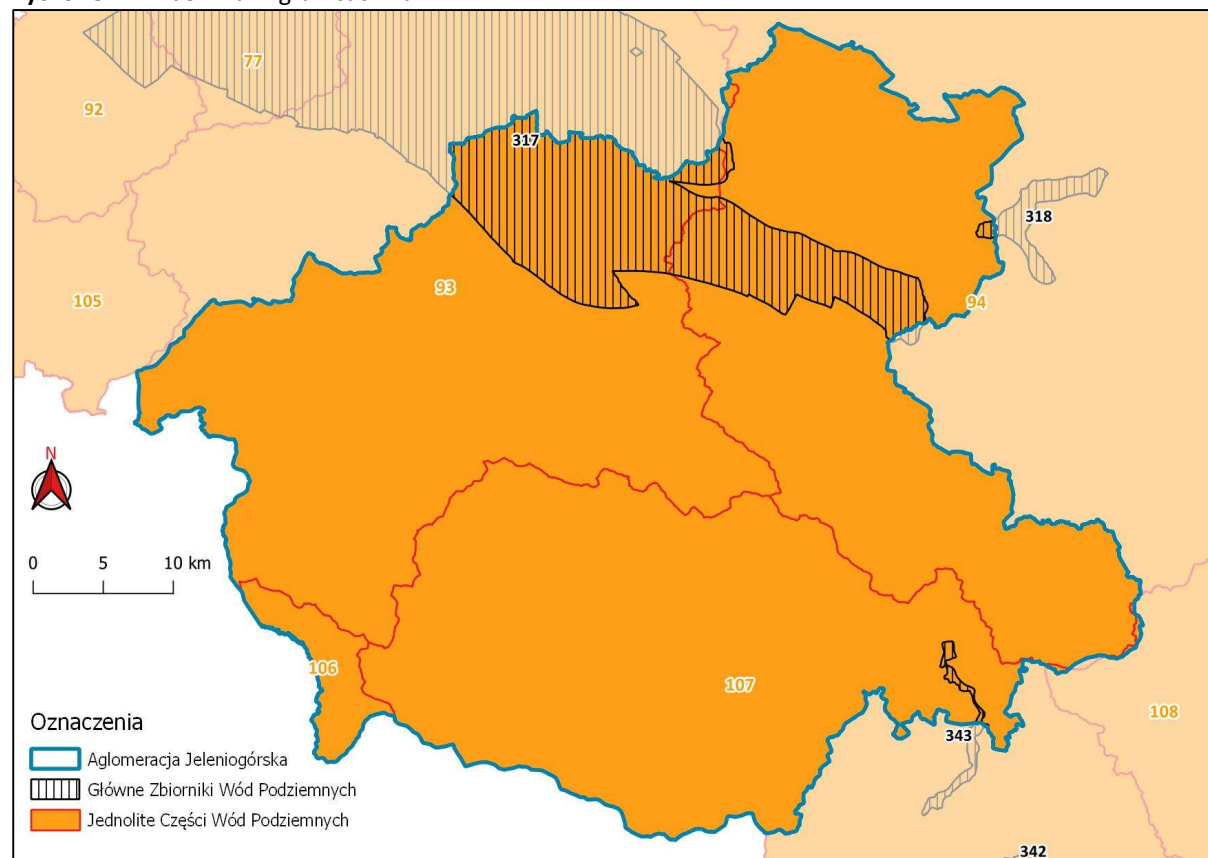 77
92
317
318
105
93
94
N
0 5 10 km
106
107
108
343
342
Oznaczenia
Aglomeracja Jeleniogórska
Główne Zbiorniki Wód Podziemnych
Jednolite Części Wód Podziemnych